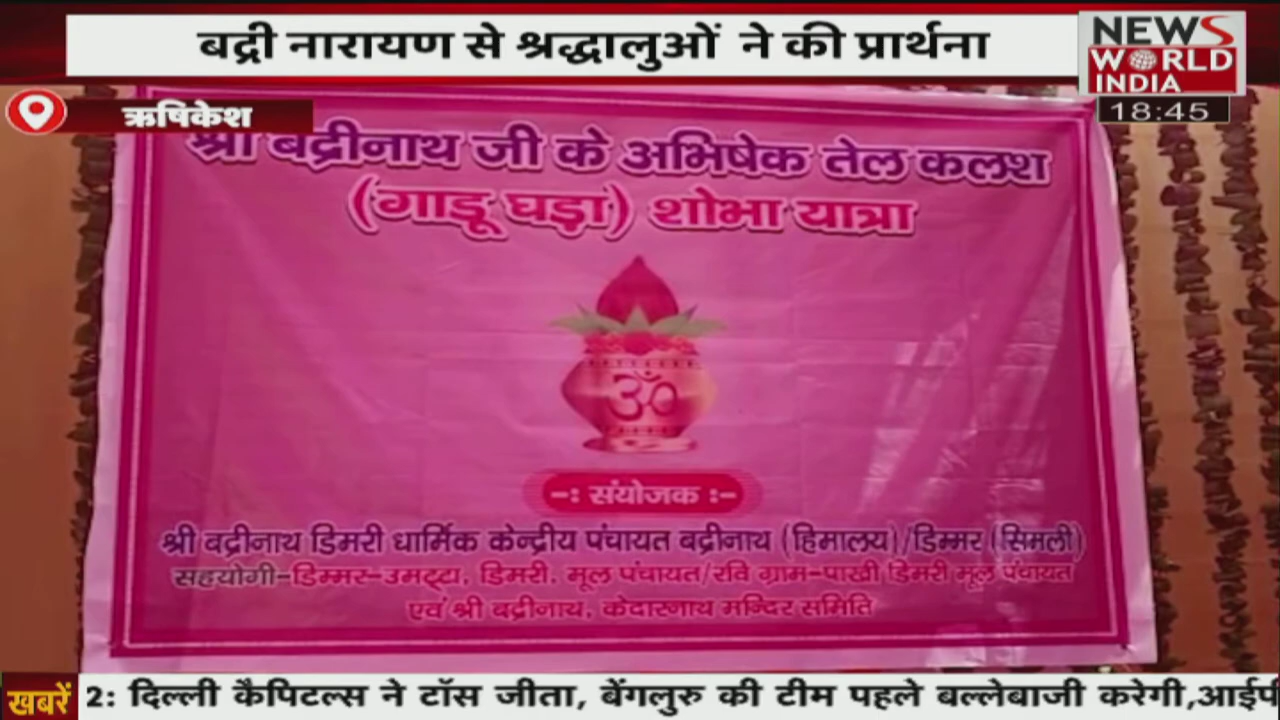 बद्री नारायण से श्रद्धालुओं ने की प्रार्थना
NEWS
WORLD
INDIA
18:45
ऋषिकेश
श्री बद्रीनाथ जी के अभिषेक तेल कलश
(गाडू घड़ा) शोभा यात्रा
ॐ
-: संयोजक :-
श्री बद्रीनाथ डिमरी धार्मिक केन्द्रीय पंचायत बद्रीनाथ (हिमालय)/डिम्मर (सिमली)
सहयोगी-डिम्मर-उमट्टा, डिमरी, मूल पंचायत/रवि ग्राम-पाखी डिमरी मूल पंचायत
एवं श्री बद्रीनाथ, केदारनाथ मन्दिर समिति
खबरें 2: दिल्ली कैपिटल्स ने टॉस जीता, बेंगलुरु की टीम पहले बल्लेबाजी करेगी,आईपी